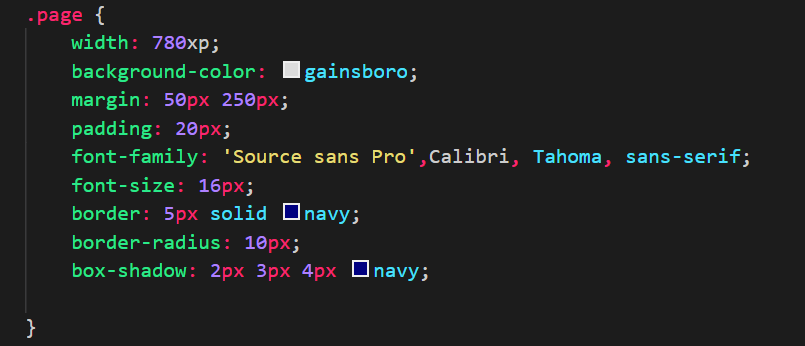 .page {
width: 780xp;
background-color: gainsboro;
margin: 50px 250px;
padding: 20px;
font-family: 'Source sans Pro',Calibri, Tahoma, sans-serif;
font-size: 16px;
border: 5px solid navy;
border-radius: 10px;
box-shadow: 2px 3px 4px navy;
}